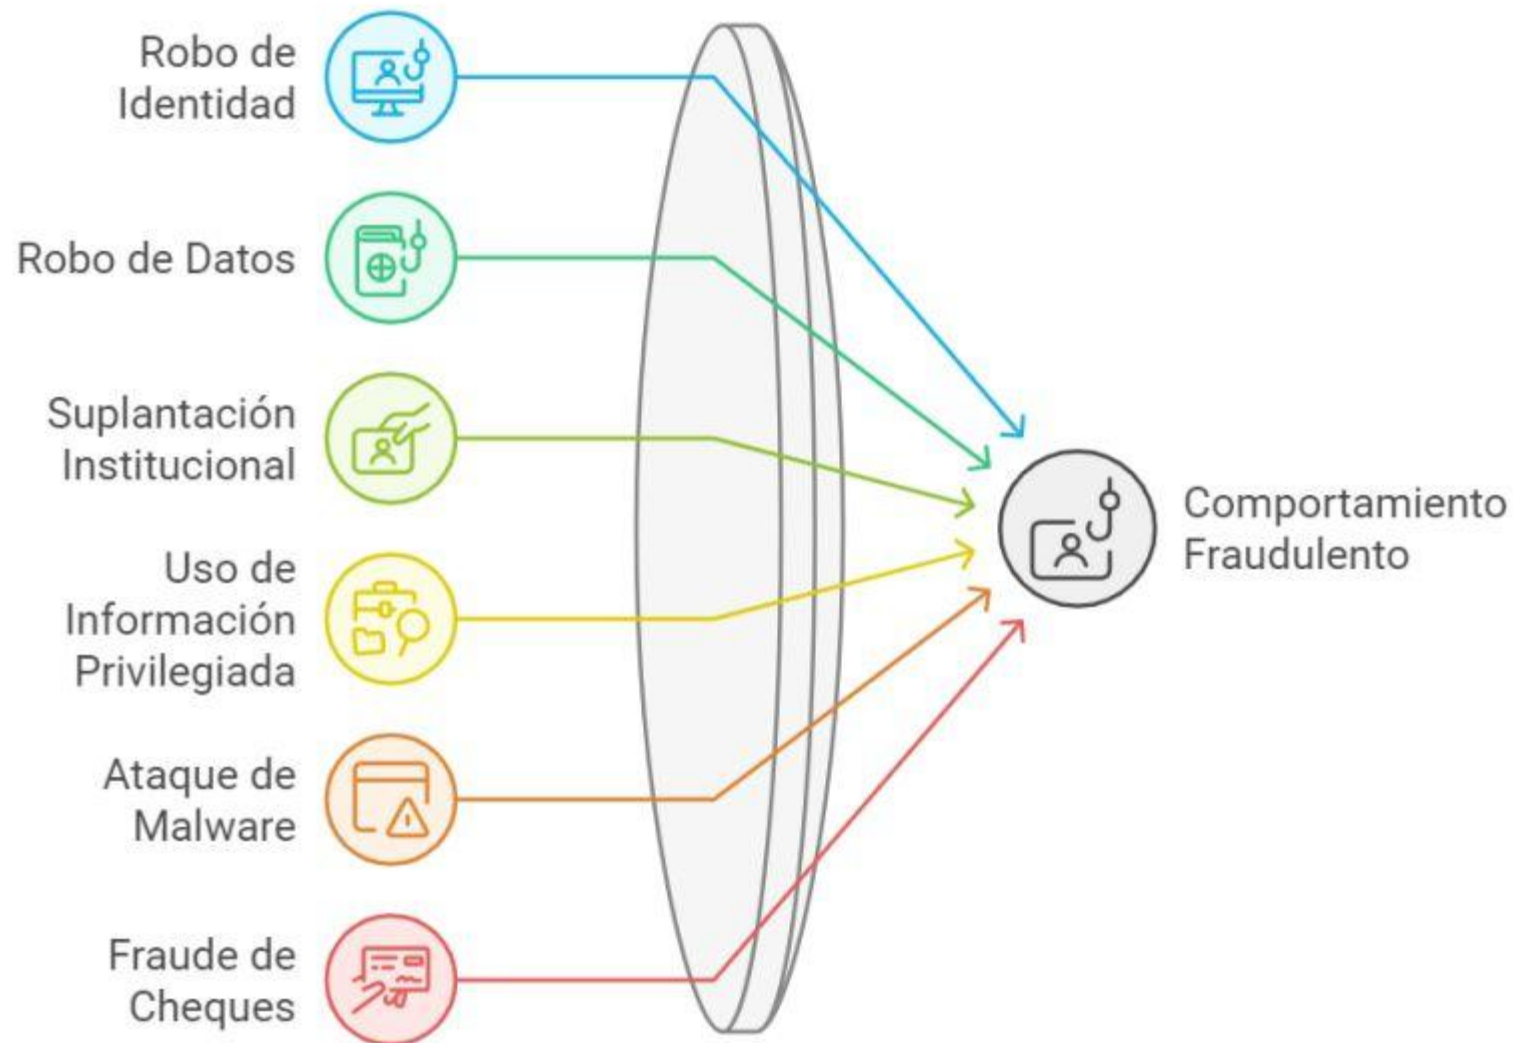 Robo de
Identidad
Robo de Datos
Suplantación
Institucional
Uso de
Información
Privilegiada
Ataque de
Malware
Fraude de
Cheques
Comportamiento
Fraudulento